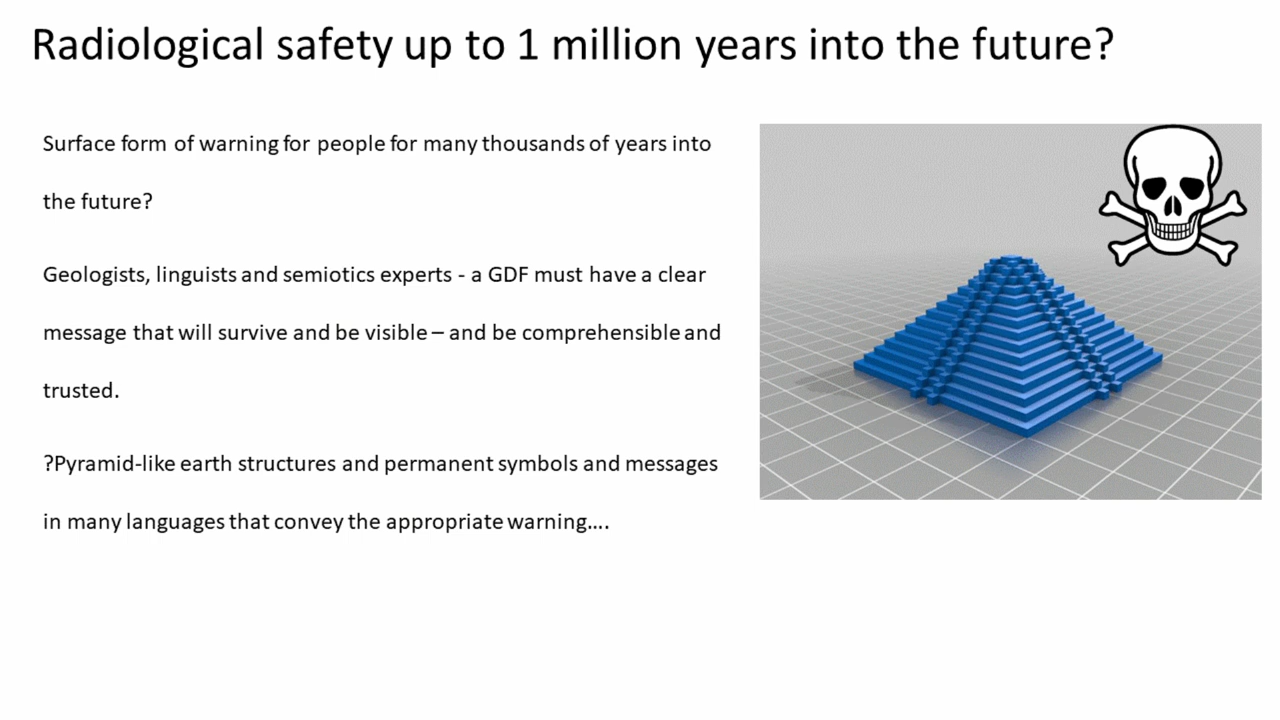 Radiological safety up to 1 million years into the future?
Surface form of warning for people for many thousands of years into
the future?
Geologists, linguists and semiotics experts - a GDF must have a clear
message that will survive and be visible – and be comprehensible and
trusted.
?Pyramid-like earth structures and permanent symbols and messages
in many languages that convey the appropriate warning....